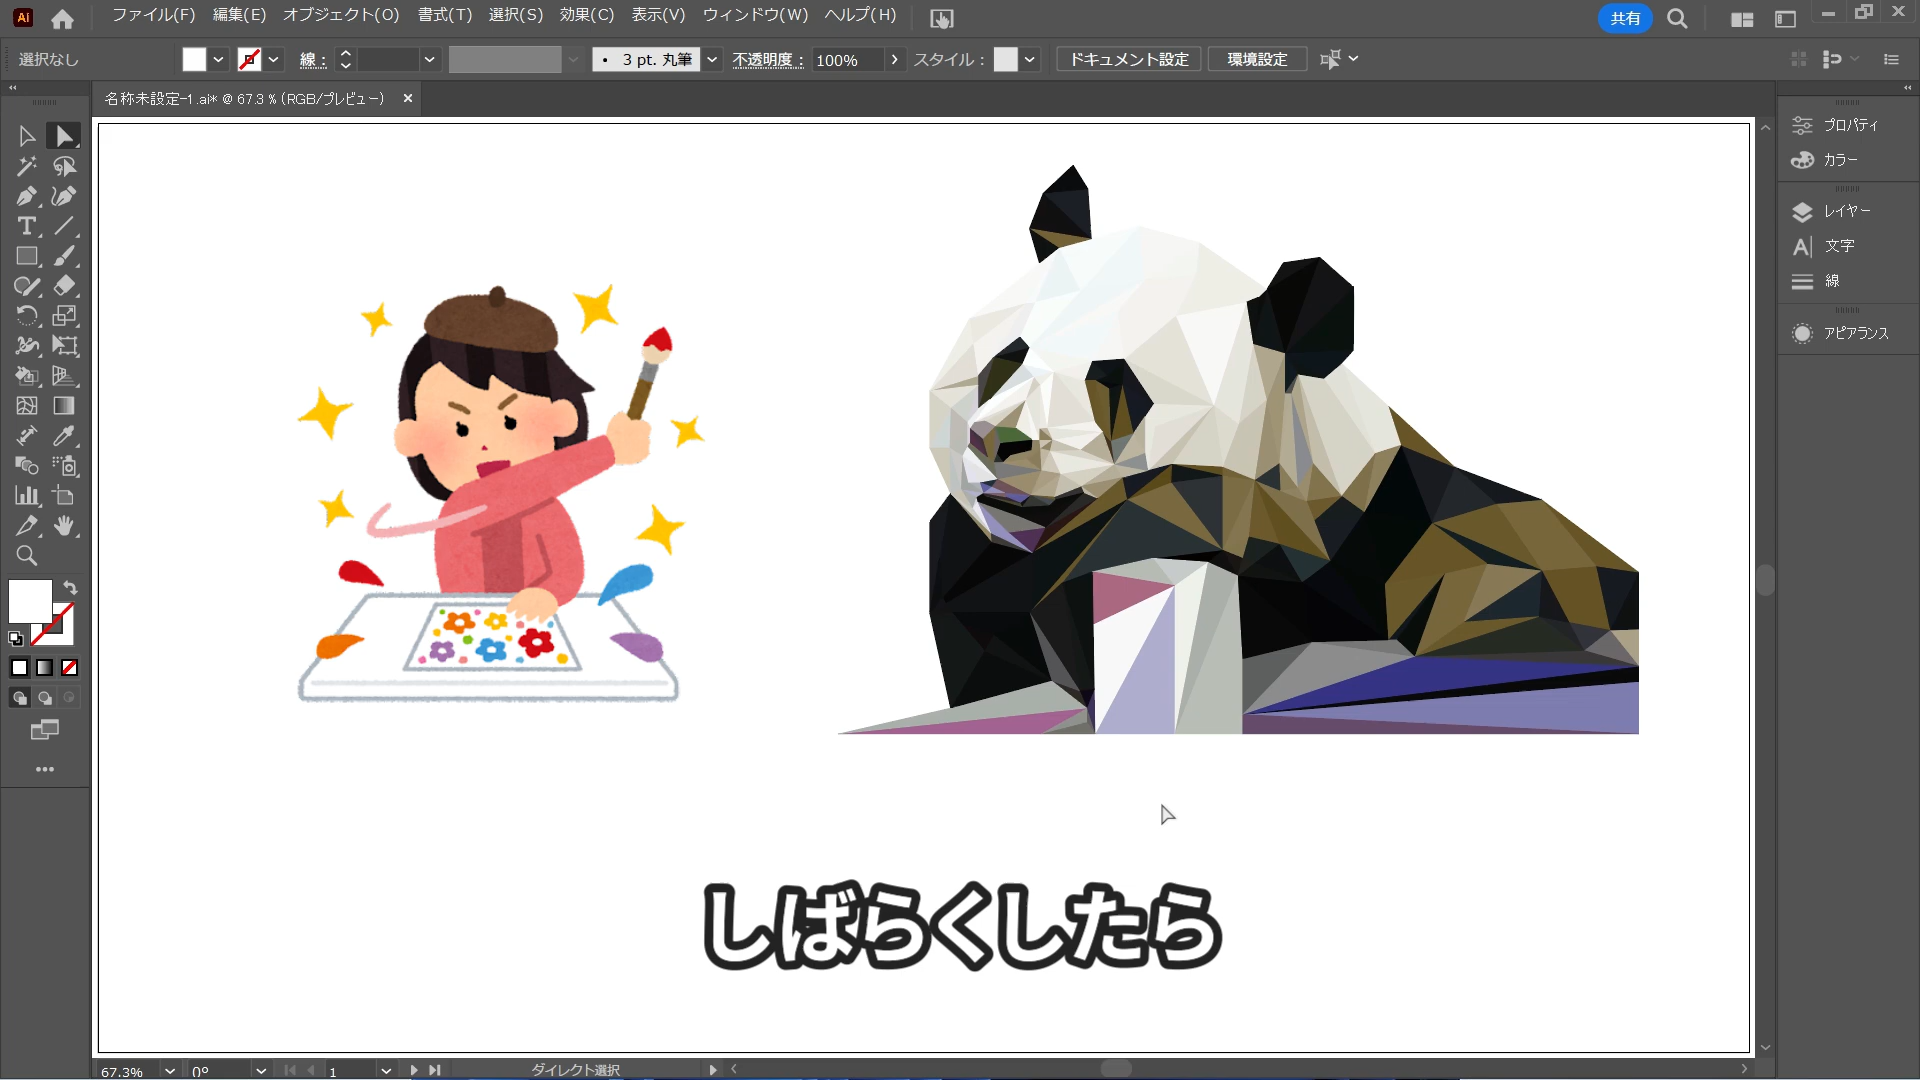 Ai
ファイル(F) 編集(E) オブジェクト(O) 書式(T) 選択(S) 効果(C) 表示(V) ウィンドウ(W) ヘルプ(H)
共有
選択なし
線 :
3 pt. 丸筆
不透明度 :
100%
スタイル :
ドキュメント設定
環境設定
名称未設定-1.ai* @ 67.3 % (RGB/プレビュー) ×
プロパティ
カラー
レイヤー
文字
線
アピアランス
しばらくしたら
67.3%
0°
1
ダイレクト選択